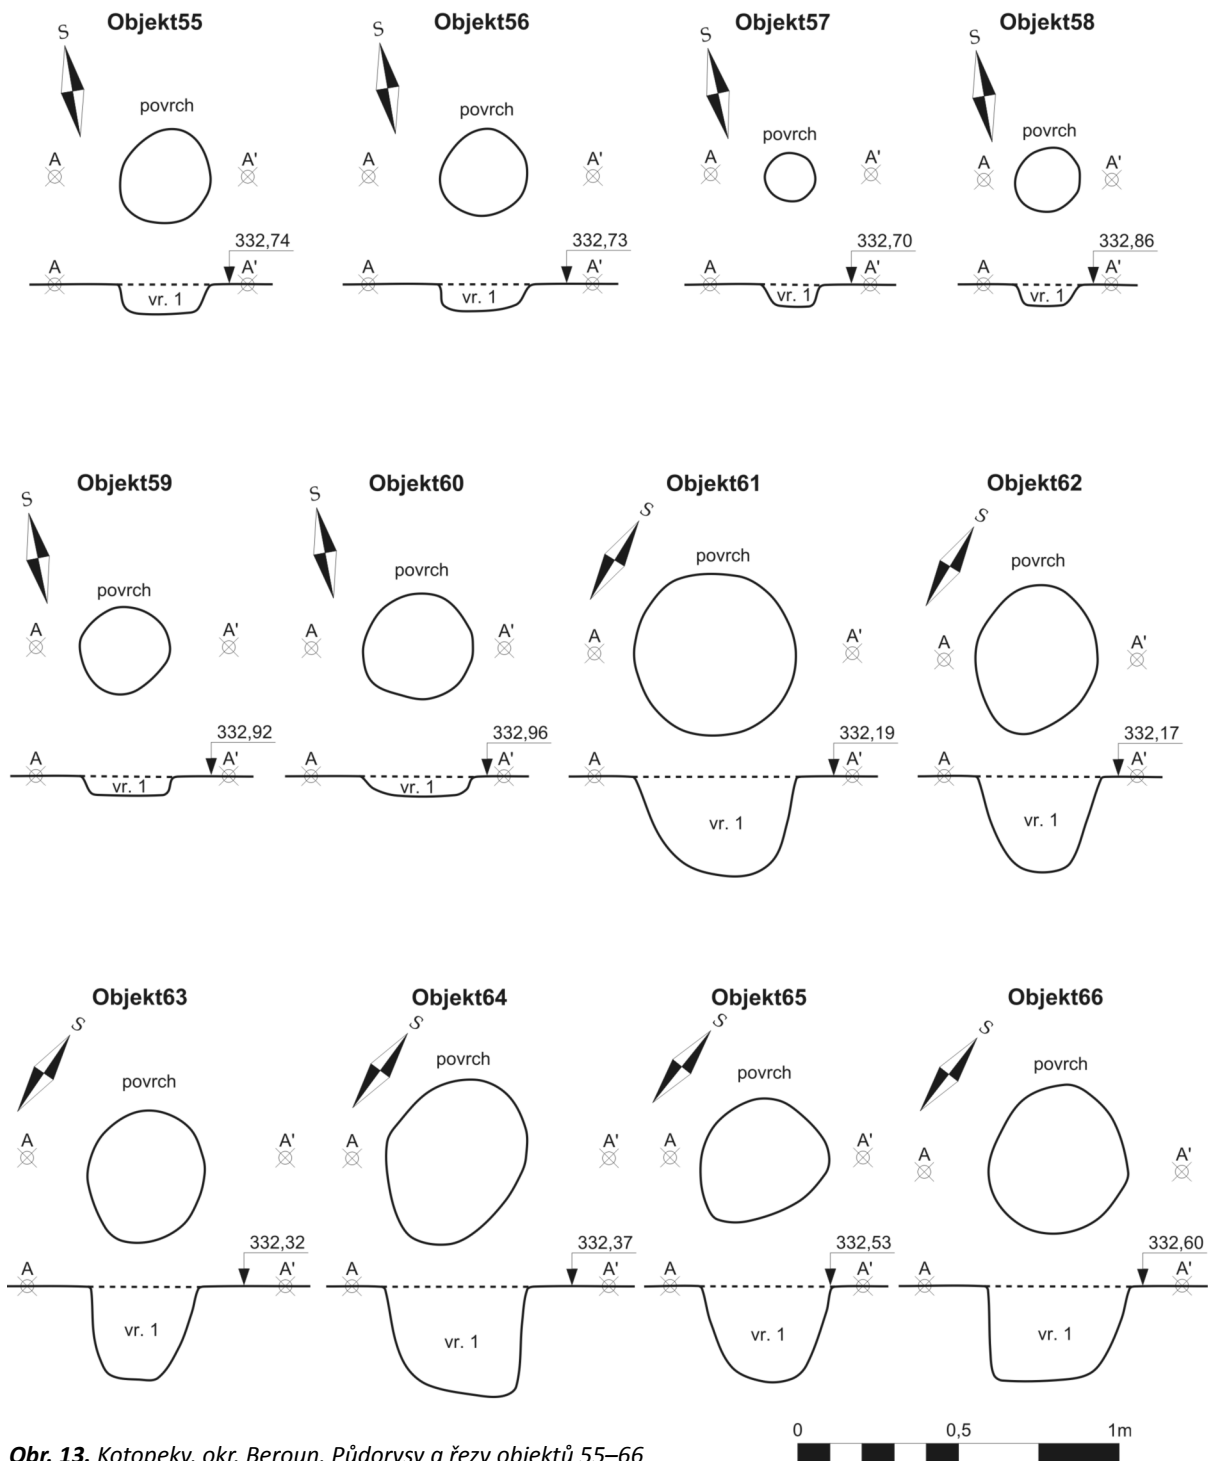 Objekt55 Objekt56 Objekt57 Objekt58
S S S S
povrch povrch povrch povrch
A A' A A' A A' A A'
332,74 332,73 332,70 332,86
A A' A A' A A' A A'
vr. 1 vr. 1 vr. 1 vr. 1
Objekt59 Objekt60 Objekt61 Objekt62
S S S S
povrch povrch povrch povrch
A A' A A' A A' A A'
332,92 332,96 332,19 332,17
A A' A A' A A' A A'
vr. 1 vr. 1 vr. 1 vr. 1
Objekt63 Objekt64 Objekt65 Objekt66
S S S S
povrch povrch povrch povrch
A A' A A' A A' A A'
332,32 332,37 332,53 332,60
A A' A A' A A' A A'
vr. 1 vr. 1 vr. 1 vr. 1
0 0,5 1m
Obr. 13. Kotopeky, okr. Beroun. Půdorysy a řezy objektů 55–66